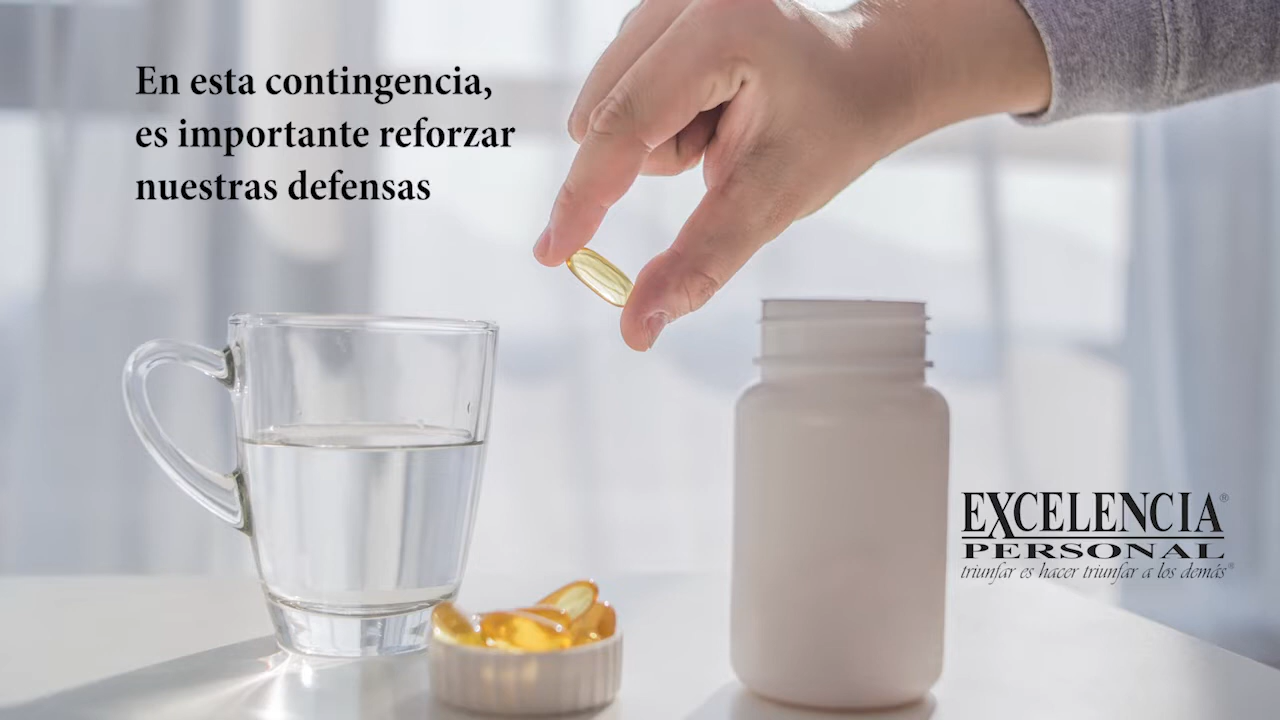 En esta contingencia,
es importante reforzar
nuestras defensas
EXCELENCIA®
PERSONAL
triunfar es hacer triunfar a los demás®